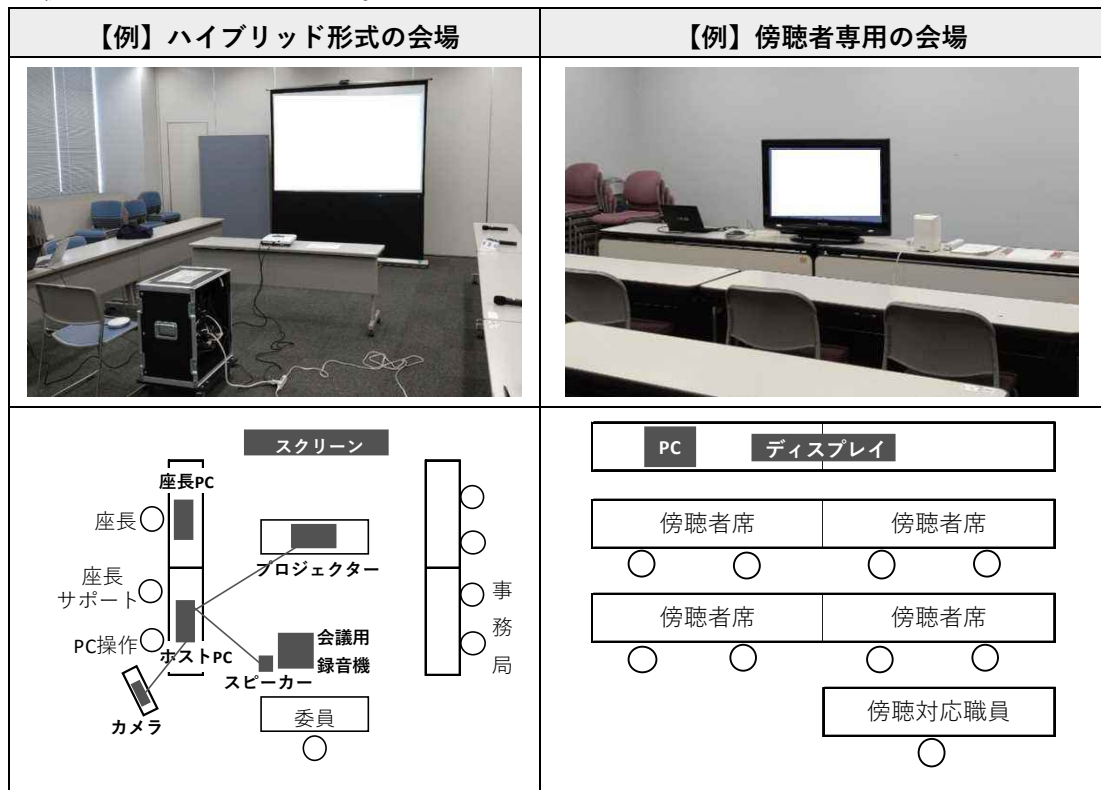 【例】ハイブリッド形式の会場
【例】傍聴者専用の会場
スクリーン
座長PC
座長
プロジェクター
座長
サポート
事
務
局
PC操作
ホストPC
会議用
録音機
スピーカー
カメラ
委員
PC
ディスプレイ
傍聴者席
傍聴者席
傍聴者席
傍聴者席
傍聴対応職員